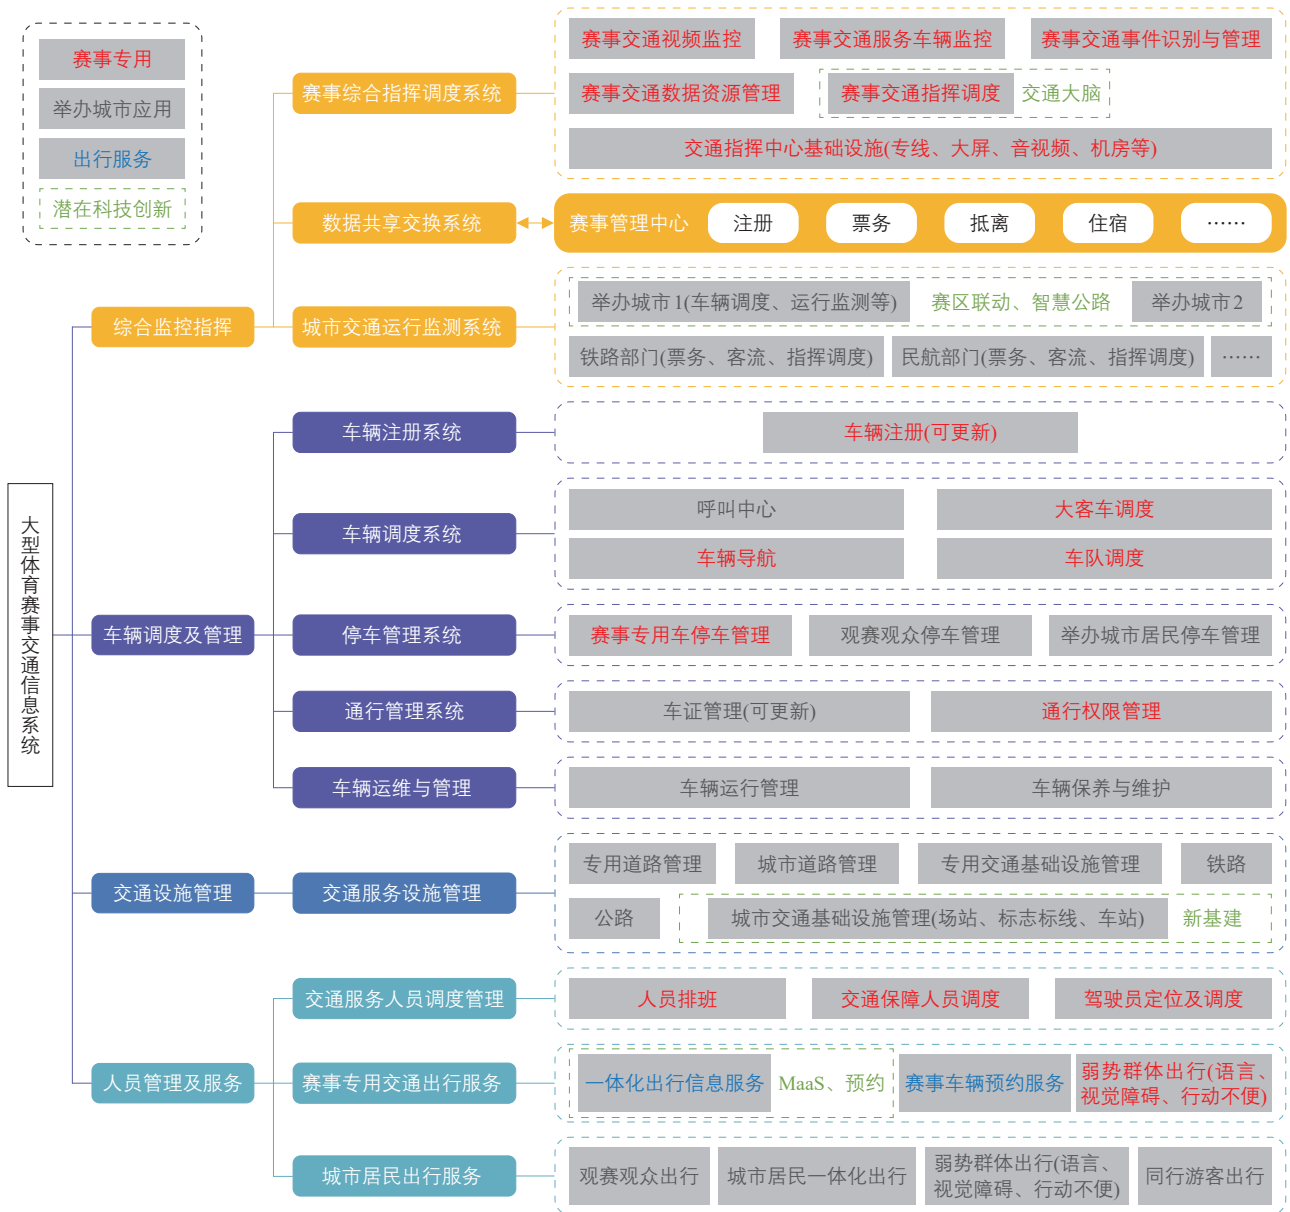 赛事专用
举办城市应用
出行服务
潜在科技创新
大型体育赛事交通信息系统
综合监控指挥
赛事综合指挥调度系统
赛事交通视频监控
赛事交通服务车辆监控
赛事交通事件识别与管理
赛事交通数据资源管理
赛事交通指挥调度
交通大脑
交通指挥中心基础设施(专线、大屏、音视频、机房等)
数据共享交换系统
赛事管理中心
注册
票务
抵离
住宿
……
城市交通运行监测系统
举办城市1(车辆调度、运行监测等)
赛区联动、智慧公路
举办城市2
铁路部门(票务、客流、指挥调度)
民航部门(票务、客流、指挥调度)
……
车辆调度及管理
车辆注册系统
车辆注册(可更新)
车辆调度系统
呼叫中心
大客车调度
车辆导航
车队调度
停车管理系统
赛事专用车停车管理
观赛观众停车管理
举办城市居民停车管理
通行管理系统
车证管理(可更新)
通行权限管理
车辆运维与管理
车辆运行管理
车辆保养与维护
交通设施管理
交通服务设施管理
专用道路管理
城市道路管理
专用交通基础设施管理
铁路
公路
城市交通基础设施管理(场站、标志标线、车站)
新基建
人员管理及服务
交通服务人员调度管理
人员排班
交通保障人员调度
驾驶员定位及调度
赛事专用交通出行服务
一体化出行信息服务
MaaS、预约
赛事车辆预约服务
弱势群体出行(语言、
视觉障碍、行动不便)
城市居民出行服务
观赛观众出行
城市居民一体化出行
弱势群体出行(语言、
视觉障碍、行动不便)
同行游客出行